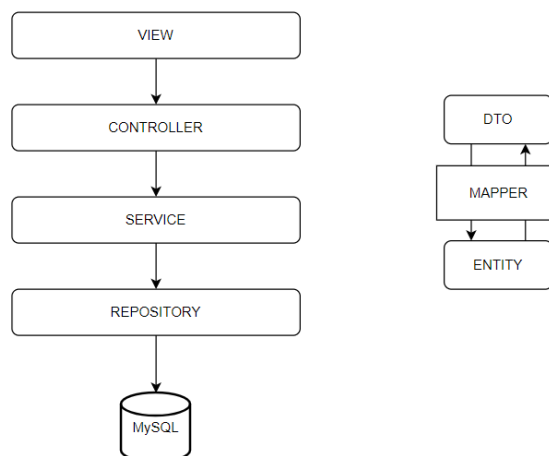 VIEW
CONTROLLER
SERVICE
REPOSITORY
MySQL
DTO
MAPPER
ENTITY